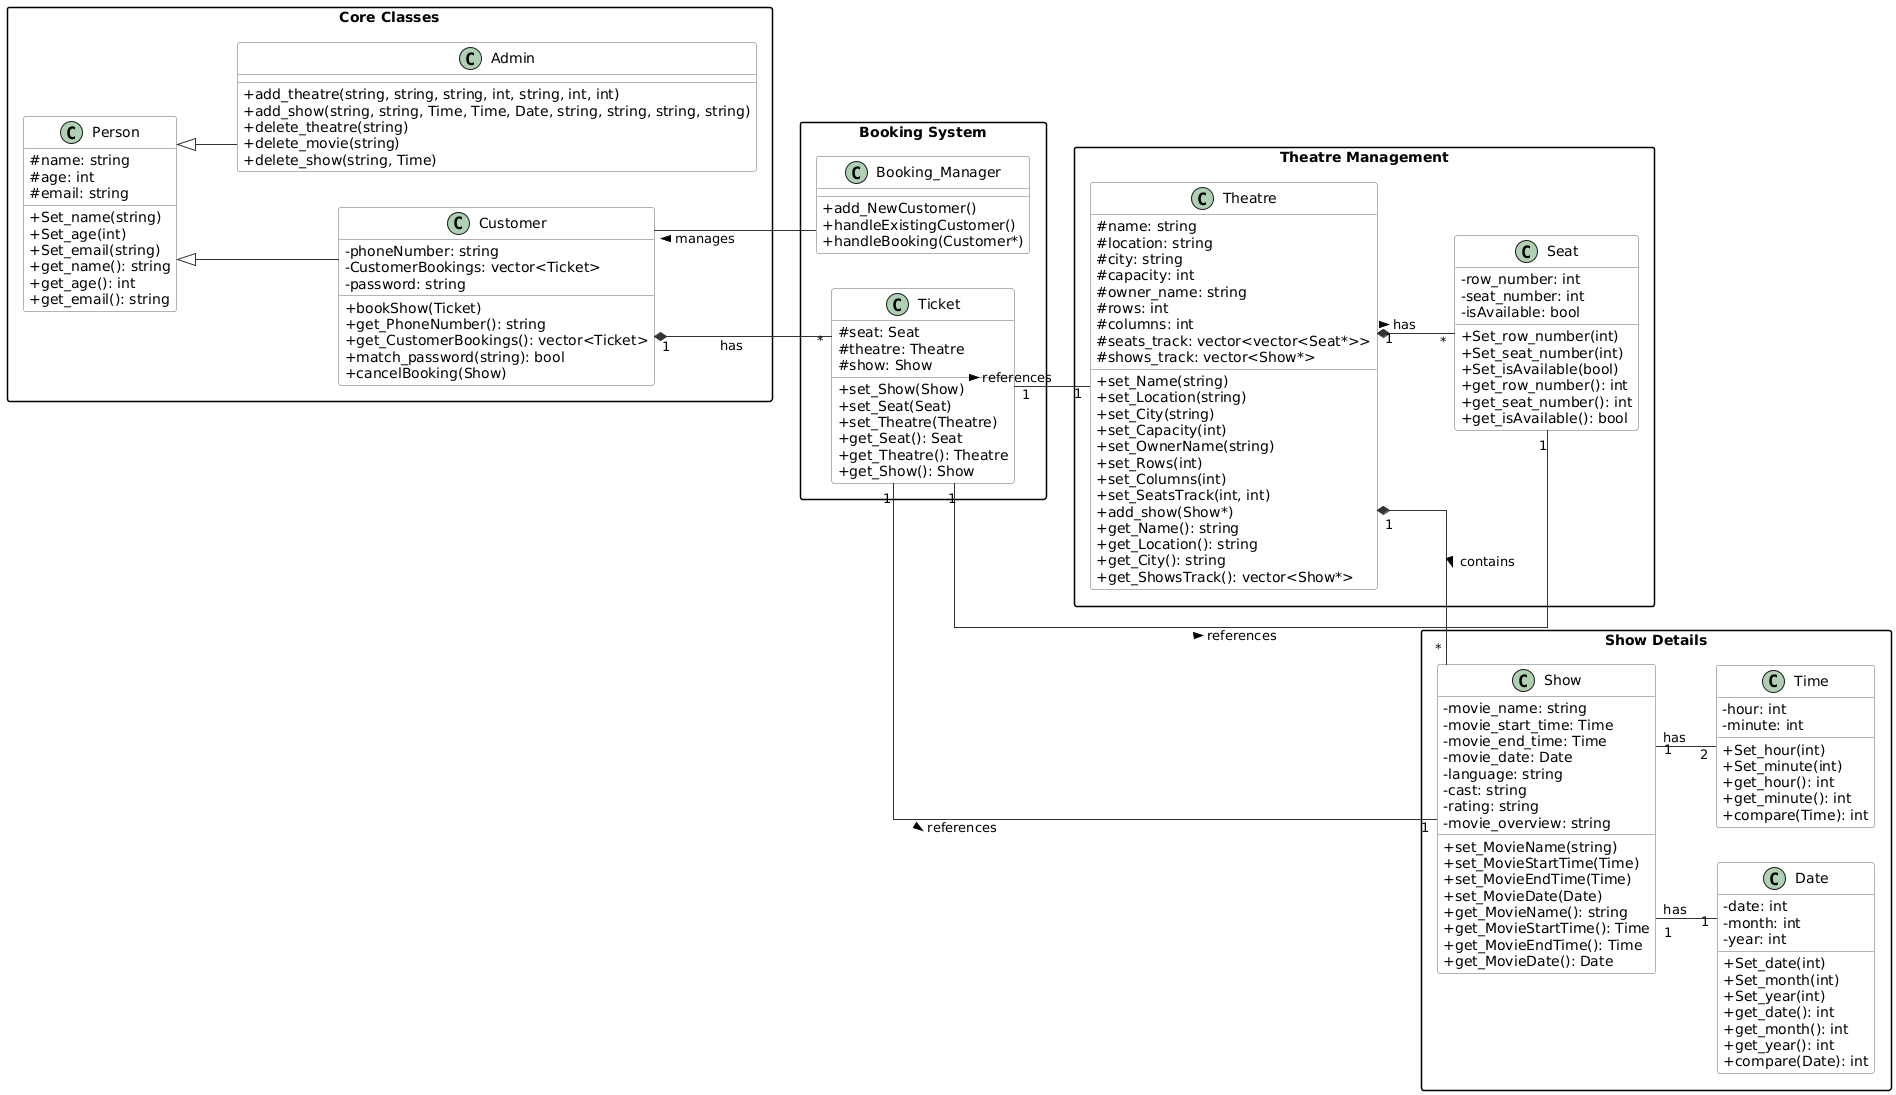 Core Classes
C Admin
+add_theatre(string, string, string, int, string, int, int)
+add_show(string, string, Time, Time, Date, string, string, string, string)
+delete_theatre(string)
+delete_movie(string)
+delete_show(string, Time)
C Person
#name: string
#age: int
#email: string
+Set_name(string)
+Set_age(int)
+Set_email(string)
+get_name(): string
+get_age(): int
+get_email(): string
C Customer
-phoneNumber: string
-CustomerBookings: vector<Ticket>
-password: string
+bookShow(Ticket)
+get_PhoneNumber(): string
+get_CustomerBookings(): vector<Ticket>
+match_password(string): bool
+cancelBooking(Show)
manages
1
has
*
Booking System
C Booking_Manager
+add_NewCustomer()
+handleExistingCustomer()
+handleBooking(Customer*)
C Ticket
#seat: Seat
#theatre: Theatre
#show: Show
+set_Show(Show)
+set_Seat(Seat)
+set_Theatre(Theatre)
+get_Seat(): Seat
+get_Theatre(): Theatre
+get_Show(): Show
references
1
1
1
1
Theatre Management
C Theatre
#name: string
#location: string
#city: string
#capacity: int
#owner_name: string
#rows: int
#columns: int
#seats_track: vector<vector<Seat*>>
#shows_track: vector<Show*>
+set_Name(string)
+set_Location(string)
+set_City(string)
+set_Capacity(int)
+set_OwnerName(string)
+set_Rows(int)
+set_Columns(int)
+set_SeatsTrack(int, int)
+add_show(Show*)
+get_Name(): string
+get_Location(): string
+get_City(): string
+get_ShowsTrack(): vector<Show*>
has
1
*
C Seat
-row_number: int
-seat_number: int
-isAvailable: bool
+Set_row_number(int)
+Set_seat_number(int)
+Set_isAvailable(bool)
+get_row_number(): int
+get_seat_number(): int
+get_isAvailable(): bool
1
1
contains
*
references
references
1
Show Details
C Show
-movie_name: string
-movie_start_time: Time
-movie_end_time: Time
-movie_date: Date
-language: string
-cast: string
-rating: string
-movie_overview: string
+set_MovieName(string)
+set_MovieStartTime(Time)
+set_MovieEndTime(Time)
+set_MovieDate(Date)
+get_MovieName(): string
+get_MovieStartTime(): Time
+get_MovieEndTime(): Time
+get_MovieDate(): Date
has
1
2
C Time
-hour: int
-minute: int
+Set_hour(int)
+Set_minute(int)
+get_hour(): int
+get_minute(): int
+compare(Time): int
has
1
1
C Date
-date: int
-month: int
-year: int
+Set_date(int)
+Set_month(int)
+Set_year(int)
+get_date(): int
+get_month(): int
+get_year(): int
+compare(Date): int